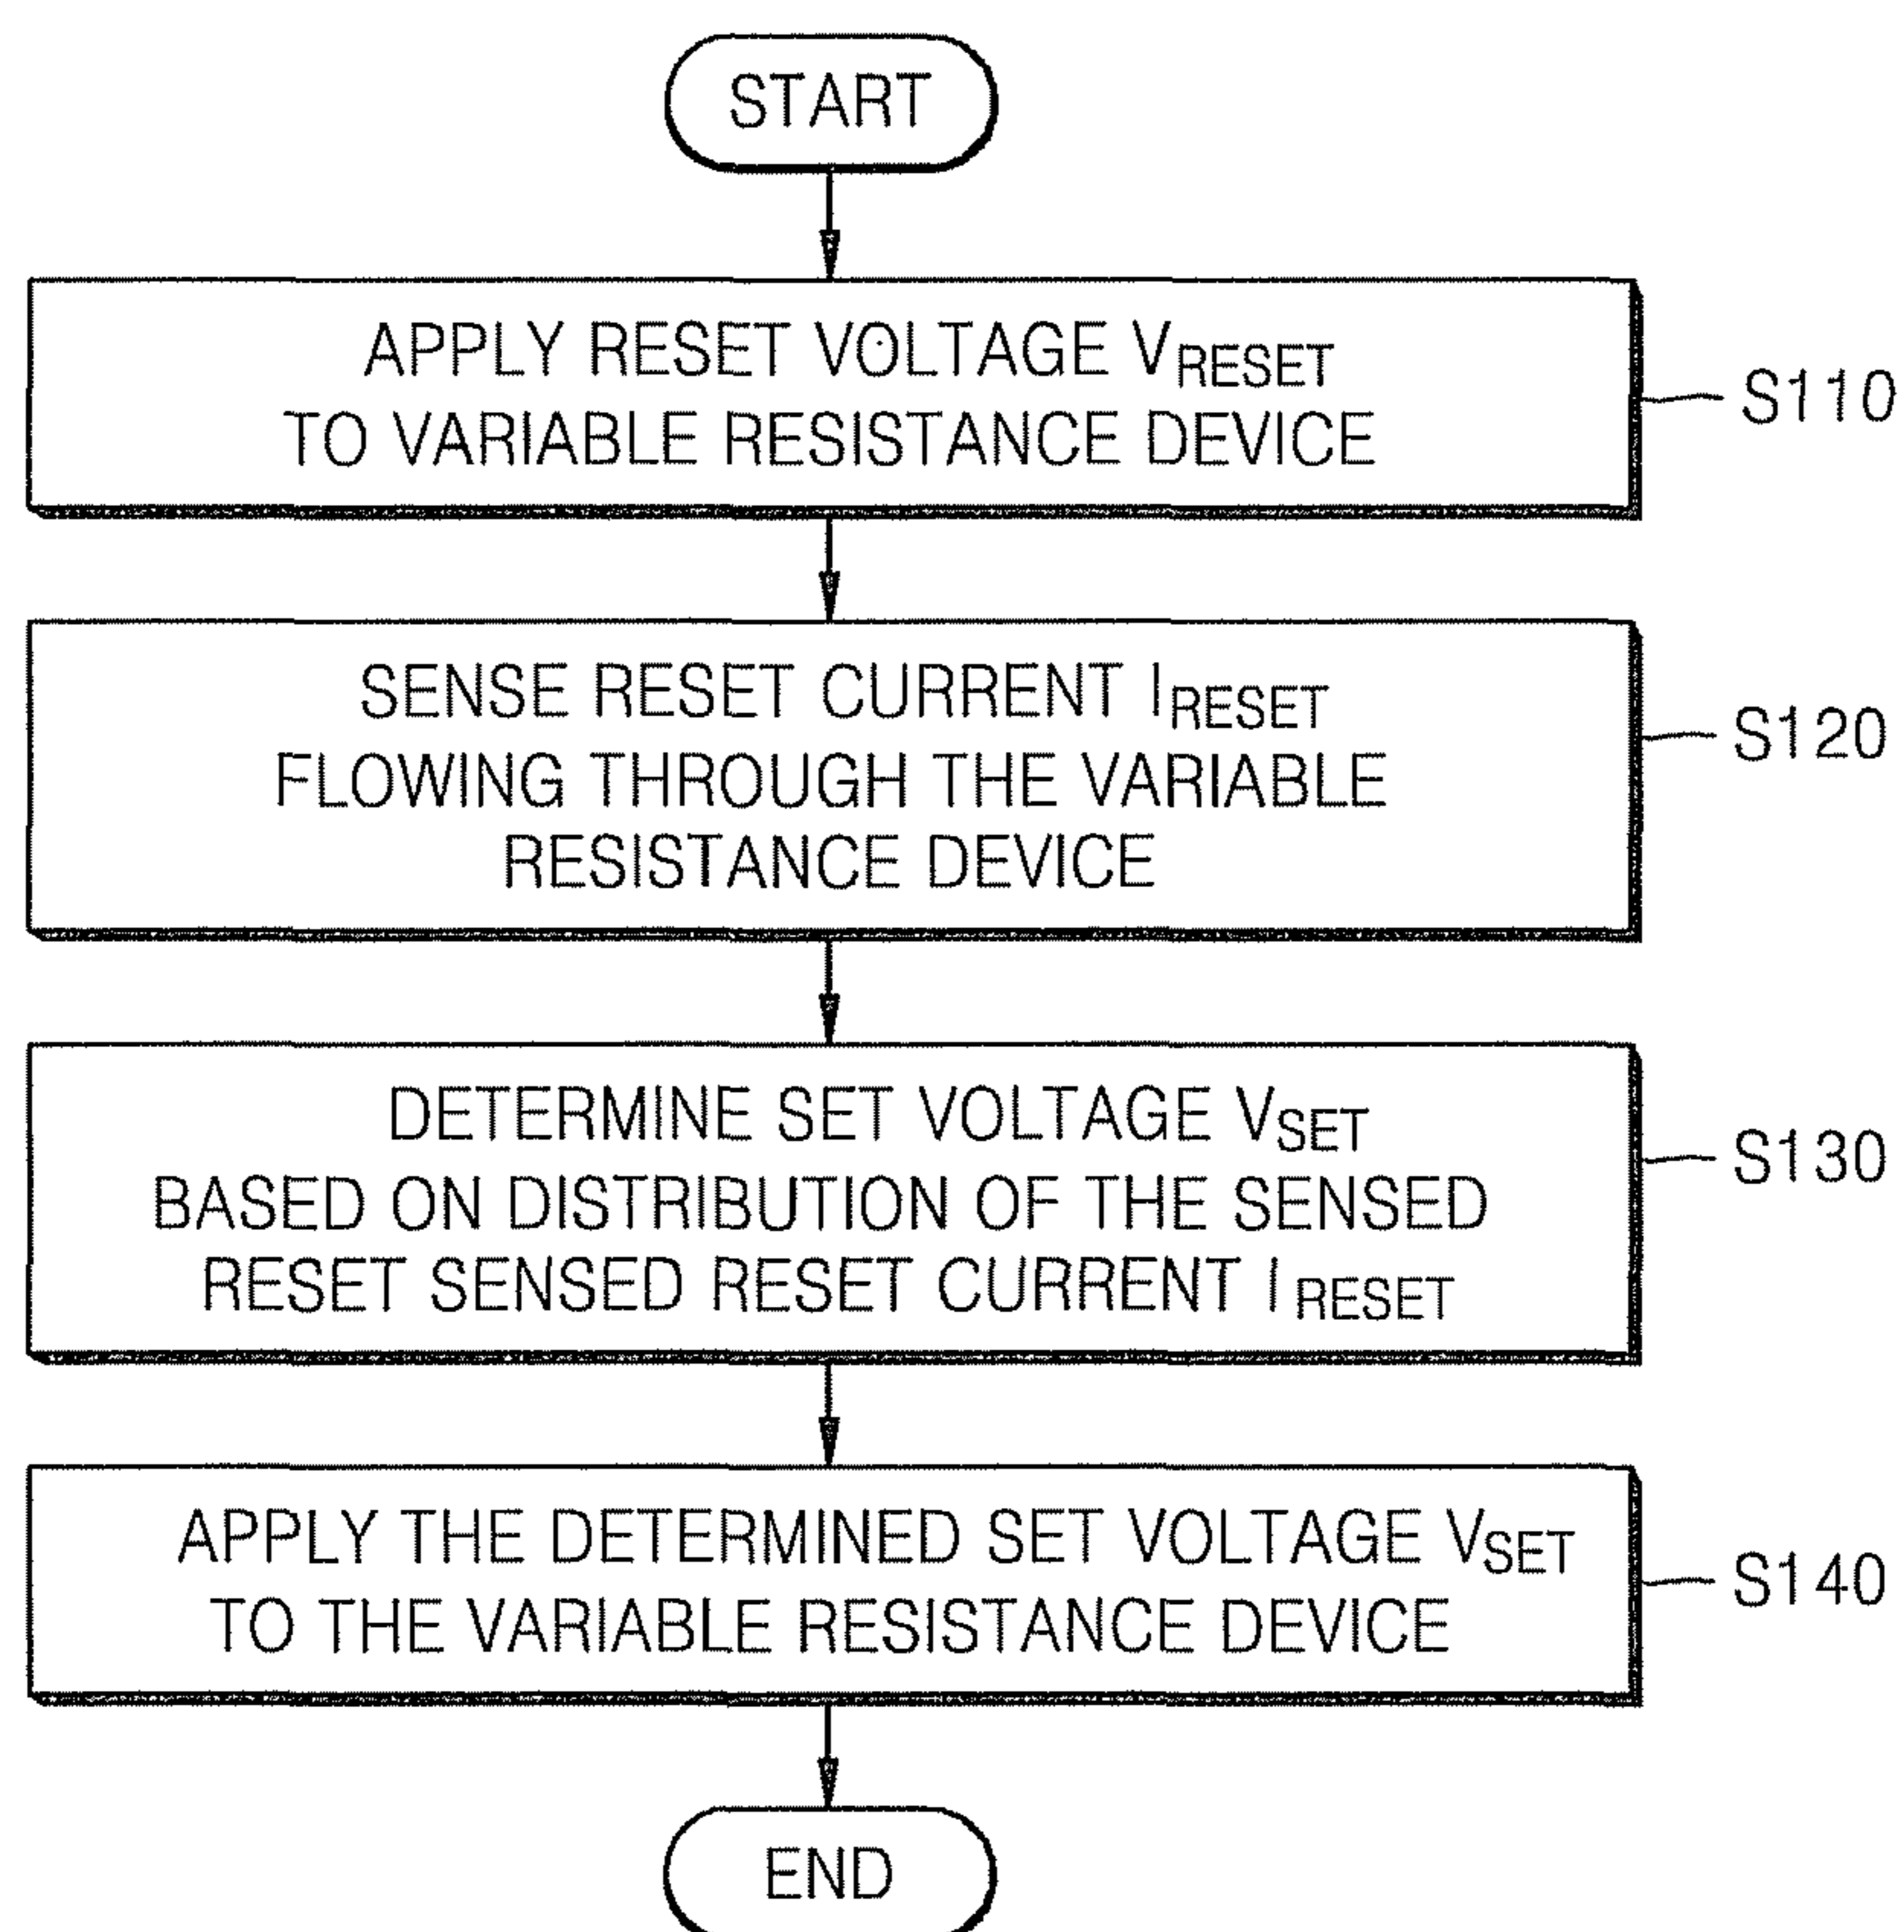 START
APPLY RESET VOLTAGE VRESET
TO VARIABLE RESISTANCE DEVICE
S110
SENSE RESET CURRENT IRESET
FLOWING THROUGH THE VARIABLE
RESISTANCE DEVICE
S120
DETERMINE SET VOLTAGE VSET
BASED ON DISTRIBUTION OF THE SENSED
RESET SENSED RESET CURRENT IRESET
S130
APPLY THE DETERMINED SET VOLTAGE VSET
TO THE VARIABLE RESISTANCE DEVICE
S140
END